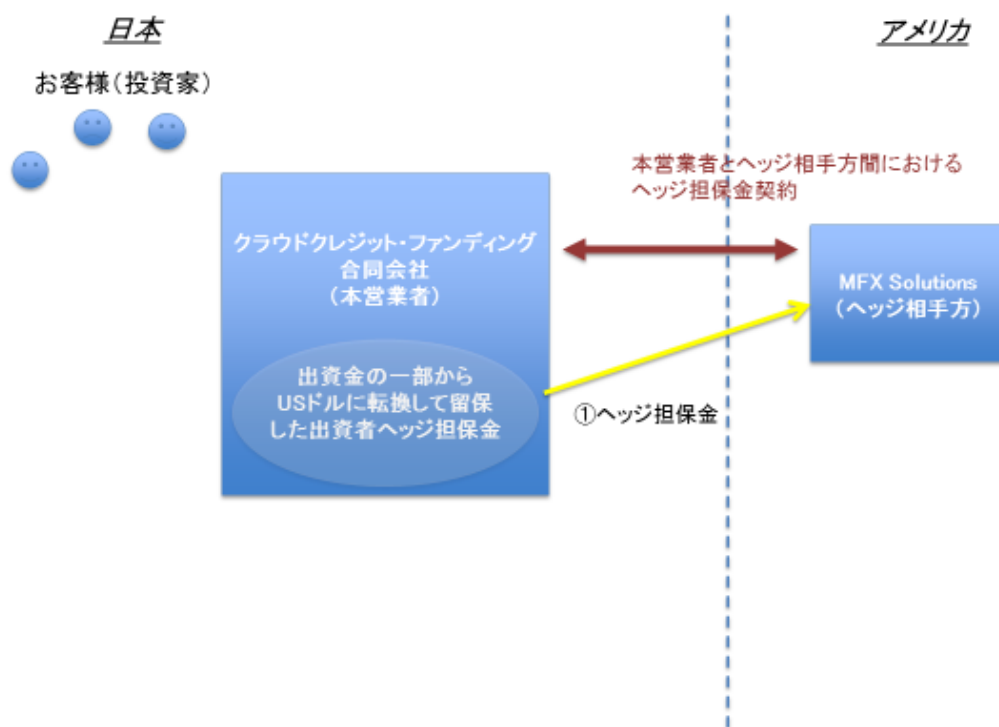 日本
アメリカ
お客様(投資家)
本営業者とヘッジ相手方間における
ヘッジ担保金契約
クラウドクレジット・ファンディング
合同会社
(本営業者)
MFX Solutions
(ヘッジ相手方)
出資金の一部から
USドルに転換して留保
した出資者ヘッジ担保金
①ヘッジ担保金